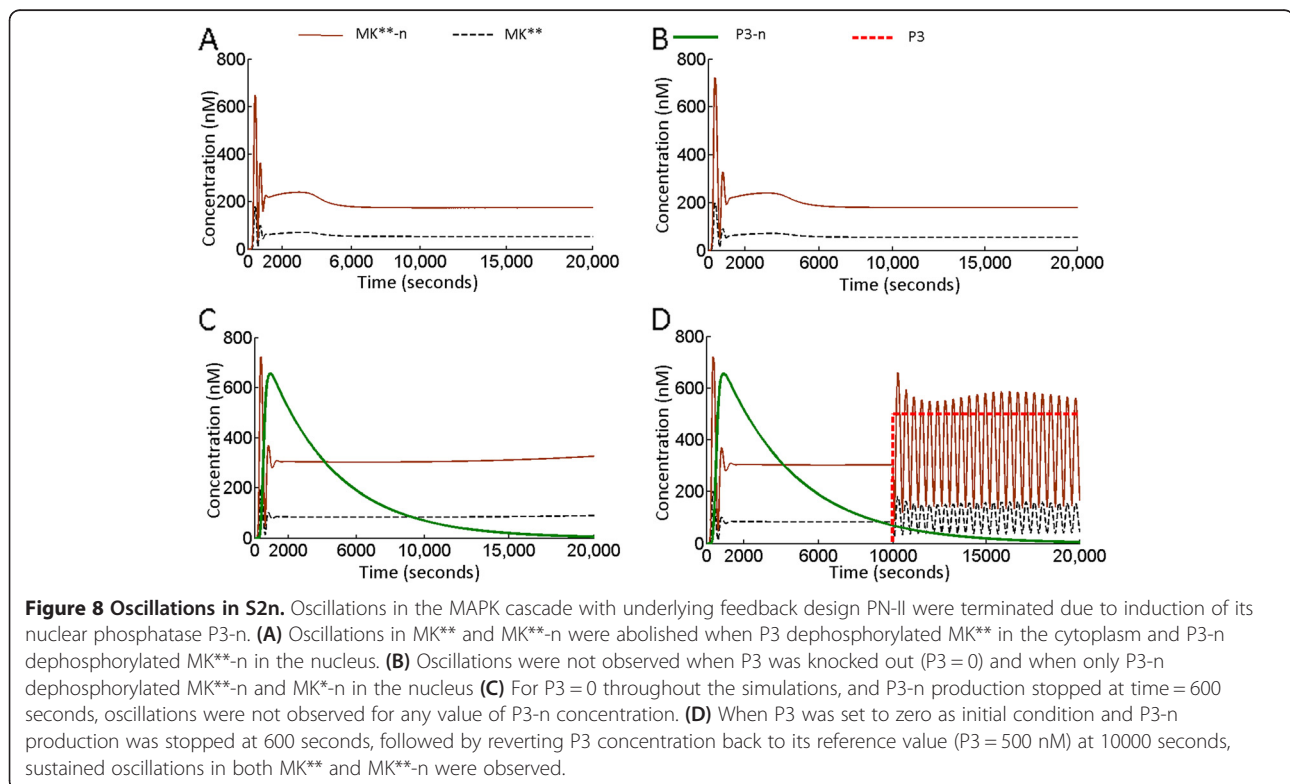 A
MK**-n
MK**
B
P3-n
P3
Concentration (nM)
800
600
400
200
0
0
2000
6,000
10,000
15,000
20,000
Time (seconds)
Concentration (nM)
800
600
400
200
0
0
2000
6,000
10,000
15,000
20,000
Time (seconds)
C
Concentration (nM)
800
600
400
200
0
0
2000
6000
10,000
15,000
20,000
Time (seconds)
D
Concentration (nM)
800
600
400
200
0
0
2000
6000
10000
15,000
20,000
Time (seconds)
Figure 8 Oscillations in S2n. Oscillations in the MAPK cascade with underlying feedback design PN-II were terminated due to induction of its
nuclear phosphatase P3-n. (A) Oscillations in MK** and MK**-n were abolished when P3 dephosphorylated MK** in the cytoplasm and P3-n
dephosphorylated MK**-n in the nucleus. (B) Oscillations were not observed when P3 was knocked out (P3 = 0) and when only P3-n
dephosphorylated MK**-n and MK*-n in the nucleus (C) For P3 = 0 throughout the simulations, and P3-n production stopped at time = 600
seconds, oscillations were not observed for any value of P3-n concentration. (D) When P3 was set to zero as initial condition and P3-n
production was stopped at 600 seconds, followed by reverting P3 concentration back to its reference value (P3 = 500 nM) at 10000 seconds,
sustained oscillations in both MK** and MK**-n were observed.